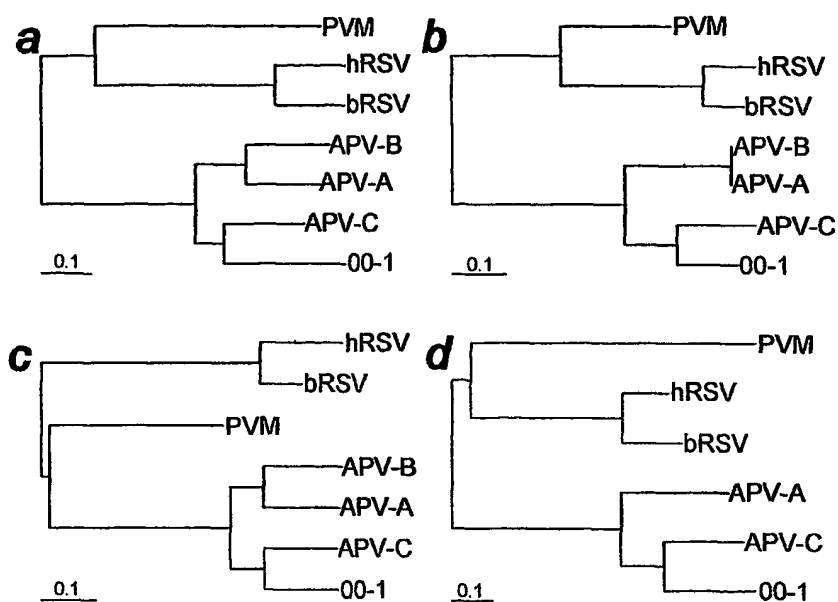 a
PVM
hRSV
bRSV
APV-B
APV-A
APV-C
00-1
0.1
b
PVM
hRSV
bRSV
APV-B
APV-A
APV-C
00-1
0.1
c
hRSV
bRSV
PVM
APV-B
APV-A
APV-C
00-1
0.1
d
PVM
hRSV
bRSV
APV-A
APV-C
00-1
0.1